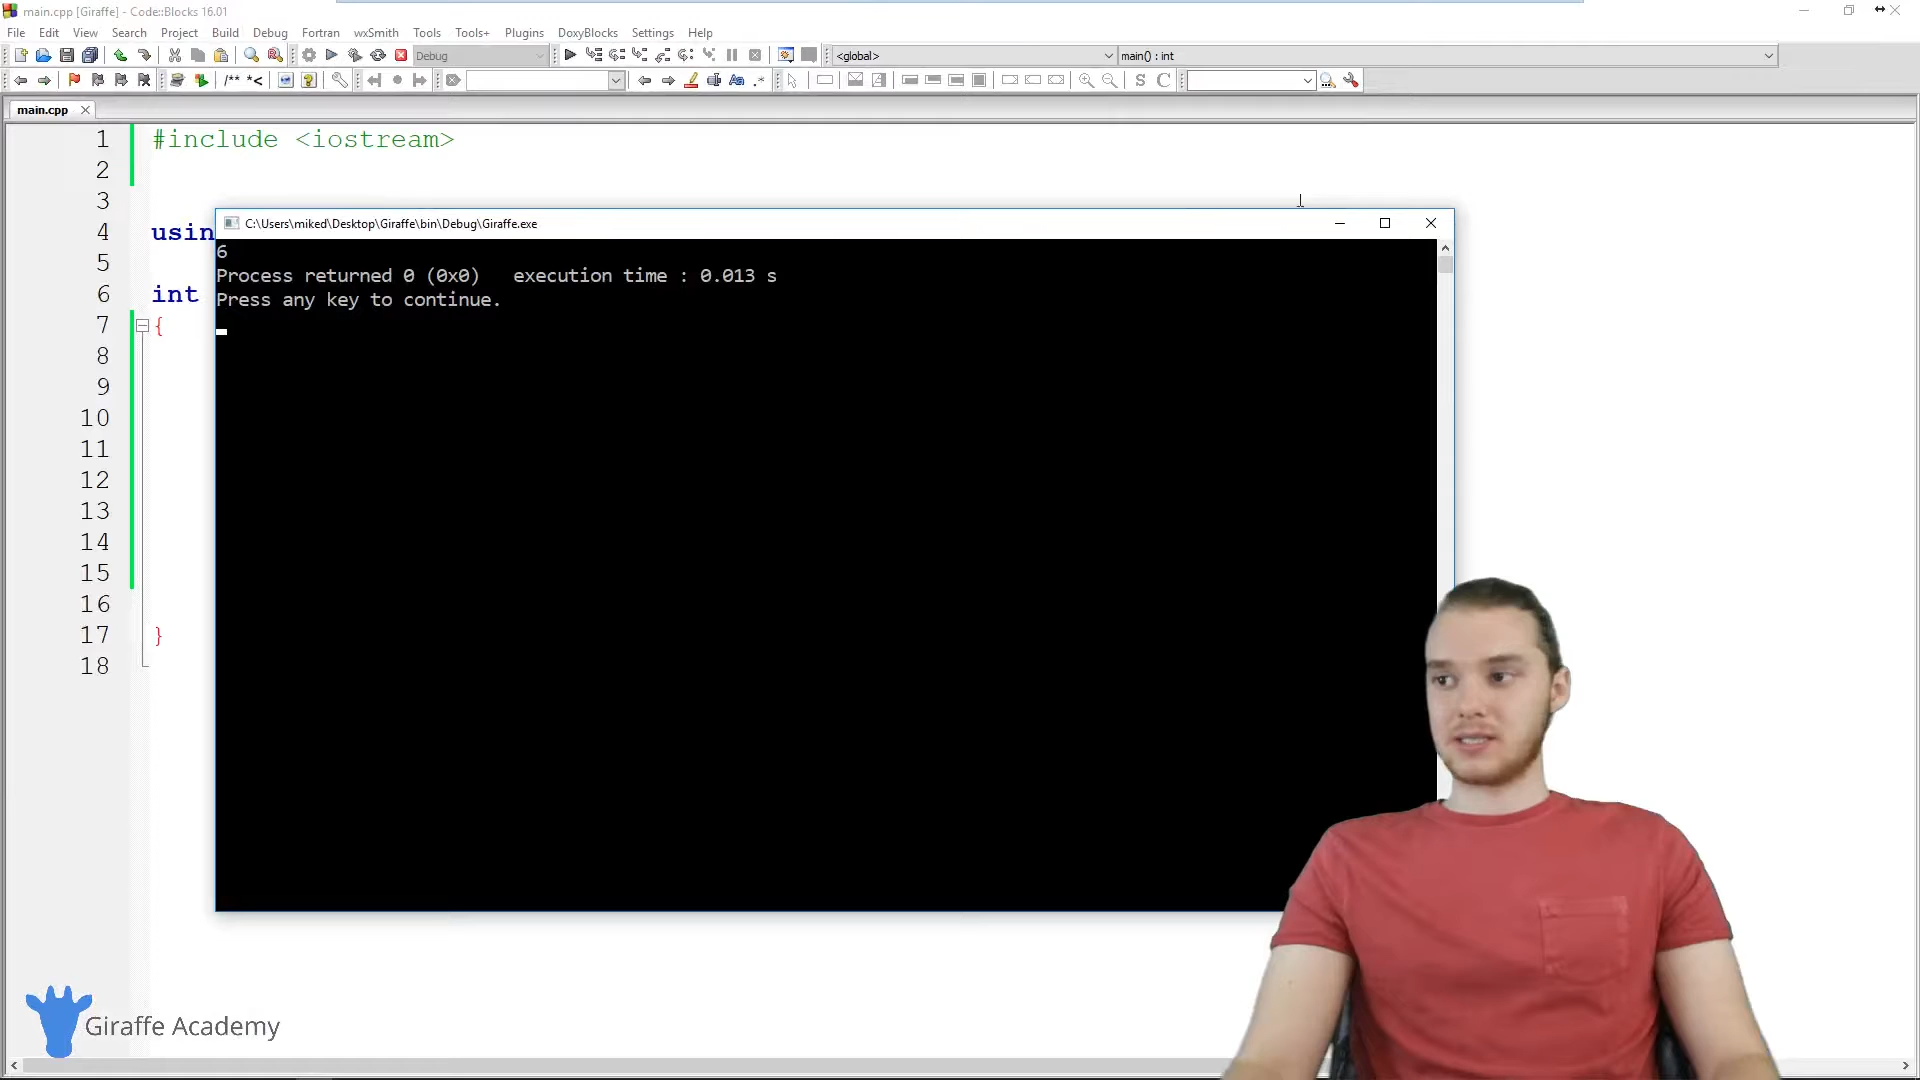 main.cpp [Giraffe] - Code::Blocks 16.01
File Edit View Search Project Build Debug Fortran wxSmith Tools Tools+ Plugins DoxyBlocks Settings Help
Debug <global> main() : int
/** *<
S C
main.cpp
1 #include <iostream>
2
3
4 usin
5
6 int
7 {
8
9
10
11
12
13
14
15
16
17 }
18
C:\Users\miked\Desktop\Giraffe\bin\Debug\Giraffe.exe
6
Process returned 0 (0x0) execution time : 0.013 s
Press any key to continue.
Giraffe Academy